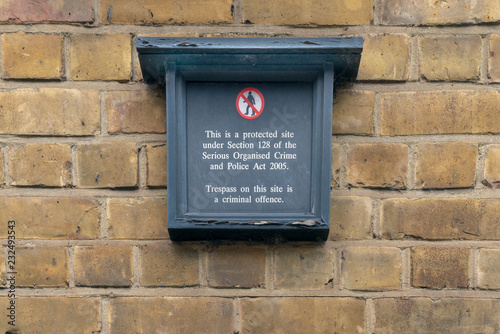 This is a protected site
under Section 128 of the
Serious Organised Crime
and Police Act 2005.
Trespass on this site is
a criminal offence.
232493543